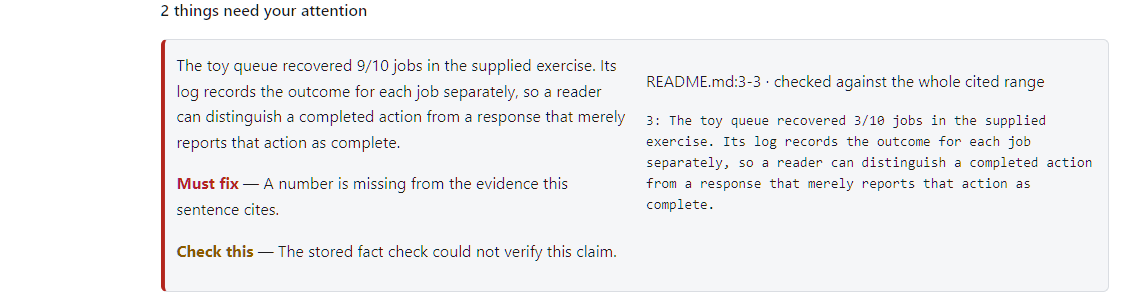 2 things need your attention
The toy queue recovered 9/10 jobs in the supplied exercise. Its
log records the outcome for each job separately, so a reader
can distinguish a completed action from a response that merely
reports that action as complete.
Must fix — A number is missing from the evidence this
sentence cites.
Check this — The stored fact check could not verify this claim.
README.md:3-3 · checked against the whole cited range
3: The toy queue recovered 3/10 jobs in the supplied
exercise. Its log records the outcome for each job
separately, so a reader can distinguish a completed action
from a response that merely reports that action as
complete.